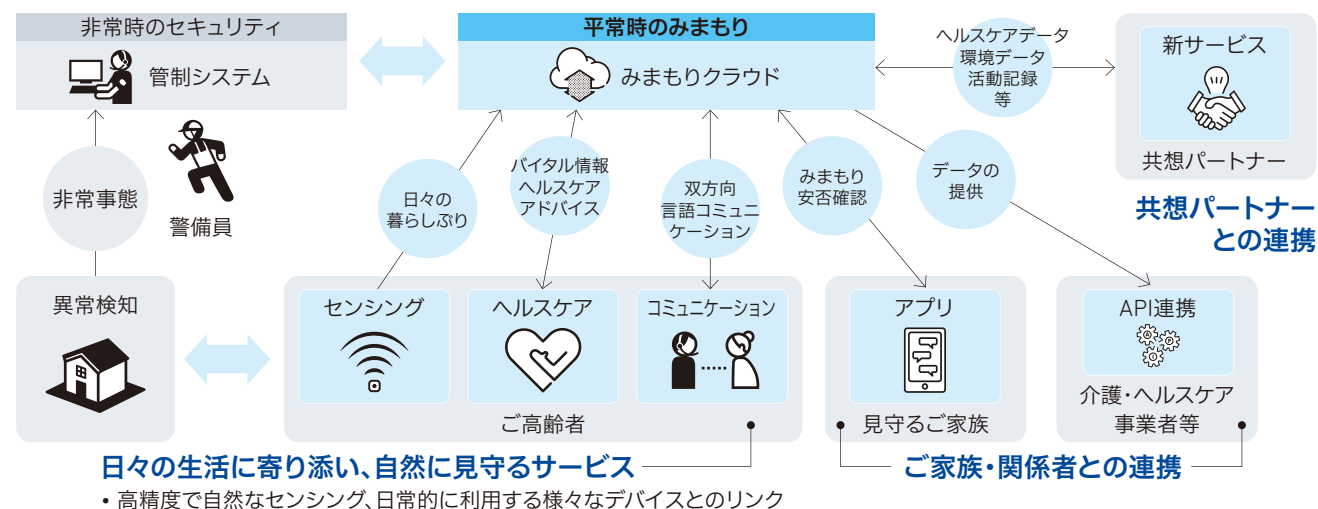 非常時のセキュリティ
管制システム
平常時のみまもり
みまもりクラウド
ヘルスケアデータ
環境データ
活動記録
等
新サービス
共想パートナー
共想パートナー
との連携
非常事態
警備員
日々の
暮らしぶり
バイタル情報
ヘルスケア
アドバイス
双方向
言語コミュニ
ケーション
みまもり
安否確認
データの
提供
異常検知
センシング
ヘルスケア
コミュニケーション
ご高齢者
アプリ
見守るご家族
API連携
介護・ヘルスケア
事業者等
日々の生活に寄り添い、自然に見守るサービス
ご家族・関係者との連携
• 高精度で自然なセンシング、日常的に利用する様々なデバイスとのリンク